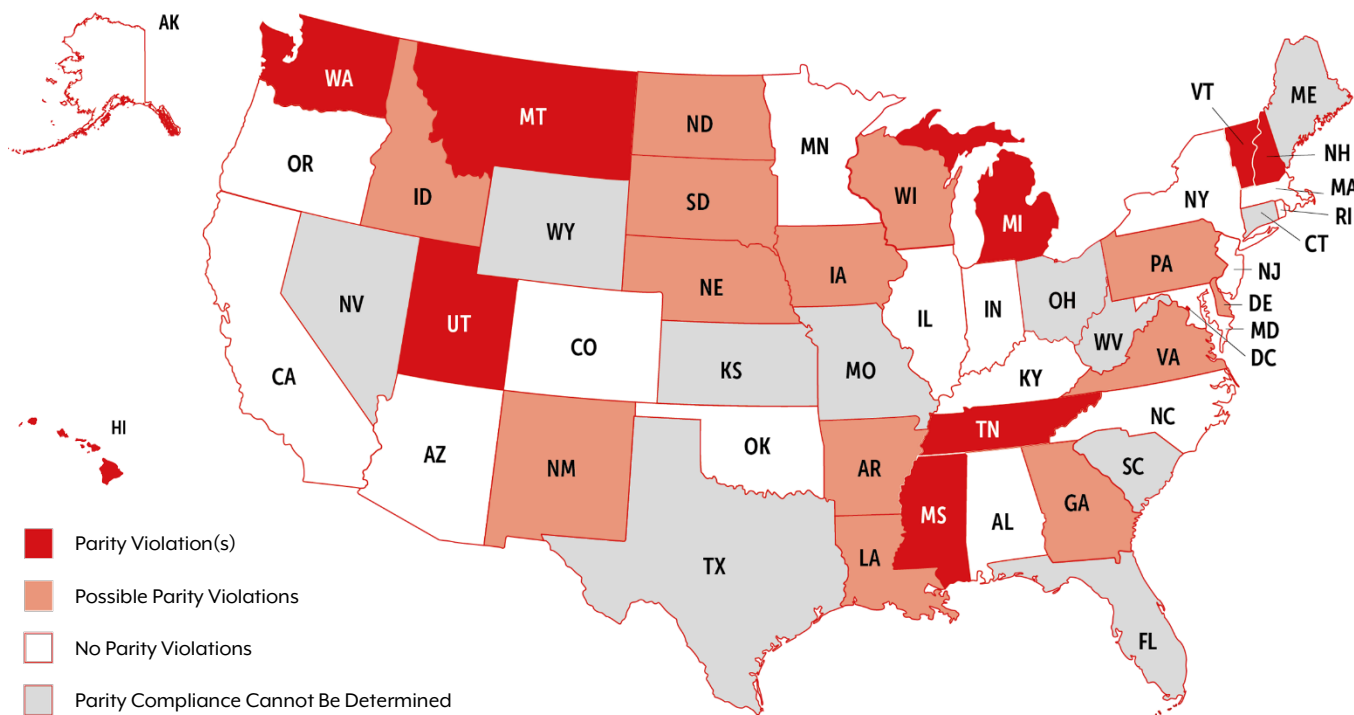 AK
WA
MT
ND
MN
VT
ME
OR
ID
SD
WI
MI
NY
NH
MA
RI
CT
WY
IA
PA
NJ
NE
OH
DE
NV
UT
CO
IL
IN
WV
VA
MD
DC
CA
KS
MO
KY
HI
AZ
NM
OK
AR
TN
NC
SC
MS
AL
GA
TX
LA
FL
Parity Violation(s)
Possible Parity Violations
No Parity Violations
Parity Compliance Cannot Be Determined